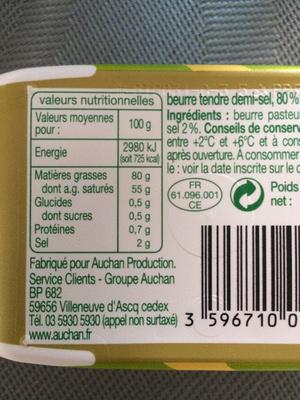 valeurs nutritionnelles
Valeurs moyennes
pour :
100 g
Energie
2980 kJ
(soit 725 kcal)
Matières grasses 80 g
dont a.g. saturés 55 g
Glucides 0,5 g
dont sucres 0,5 g
Protéines 0,7 g
Sel 2 g
Fabriqué pour Auchan Production.
Service Clients - Groupe Auchan
BP 682
59656 Villeneuve d'Ascq cedex
Tél. 03 5930 5930 (appel non surtaxé)
www.auchan.fr
beurre tendre demi-sel, 80%
Ingrédients : beurre pasteu
sel 2%. Conseils de conser
entre +2°C et +6°C et à con
après ouverture. A consommer
le : voir la date inscrite sur le c
FR
61.096.001
CE
Poids
net :
3 596710 0